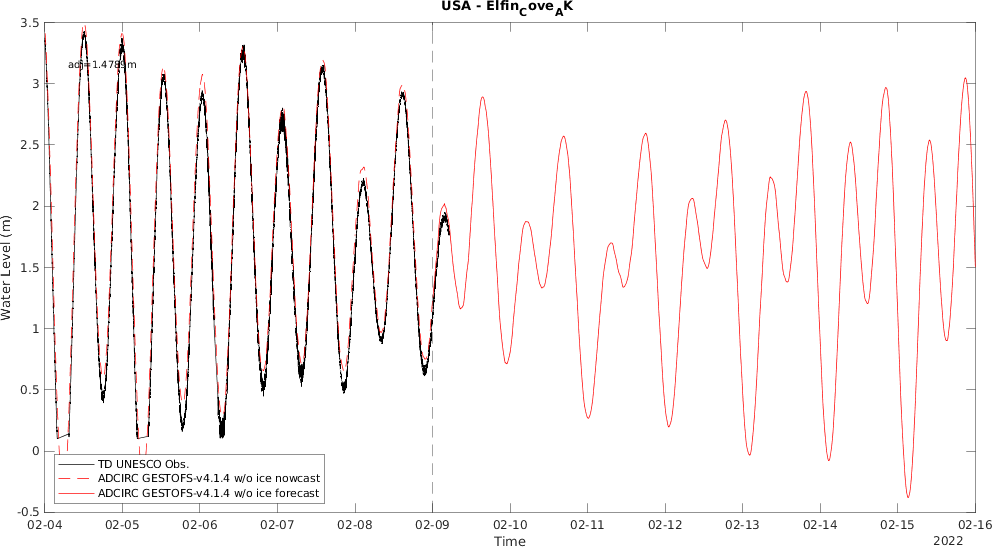 USA - ElfinCoveAK
adj=1.4789m
Water Level (m)
3.5
3
2.5
2
1.5
1
0.5
0
-0.5
TD UNESCO Obs.
ADCIRC GESTOFS-v4.1.4 w/o ice nowcast
ADCIRC GESTOFS-v4.1.4 w/o ice forecast
02-04 02-05 02-06 02-07 02-08 02-09 02-10 02-11 02-12 02-13 02-14 02-15 02-16
Time
2022